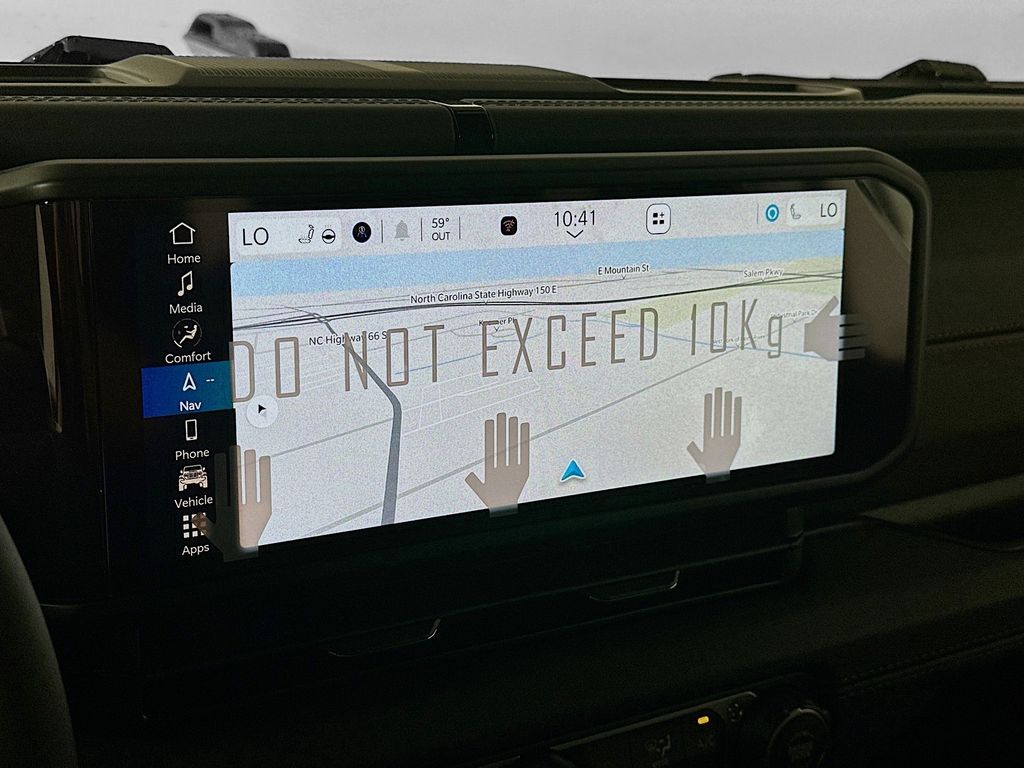 LO
59°
OUT
10:41
LO
Home
Media
Comfort
Nav
--
Phone
Vehicle
Apps
E Mountain St
Salem Pkwy
North Carolina State Highway 150 E
NC Highway 66 S
DO NOT EXCEED 10Kg
A/C